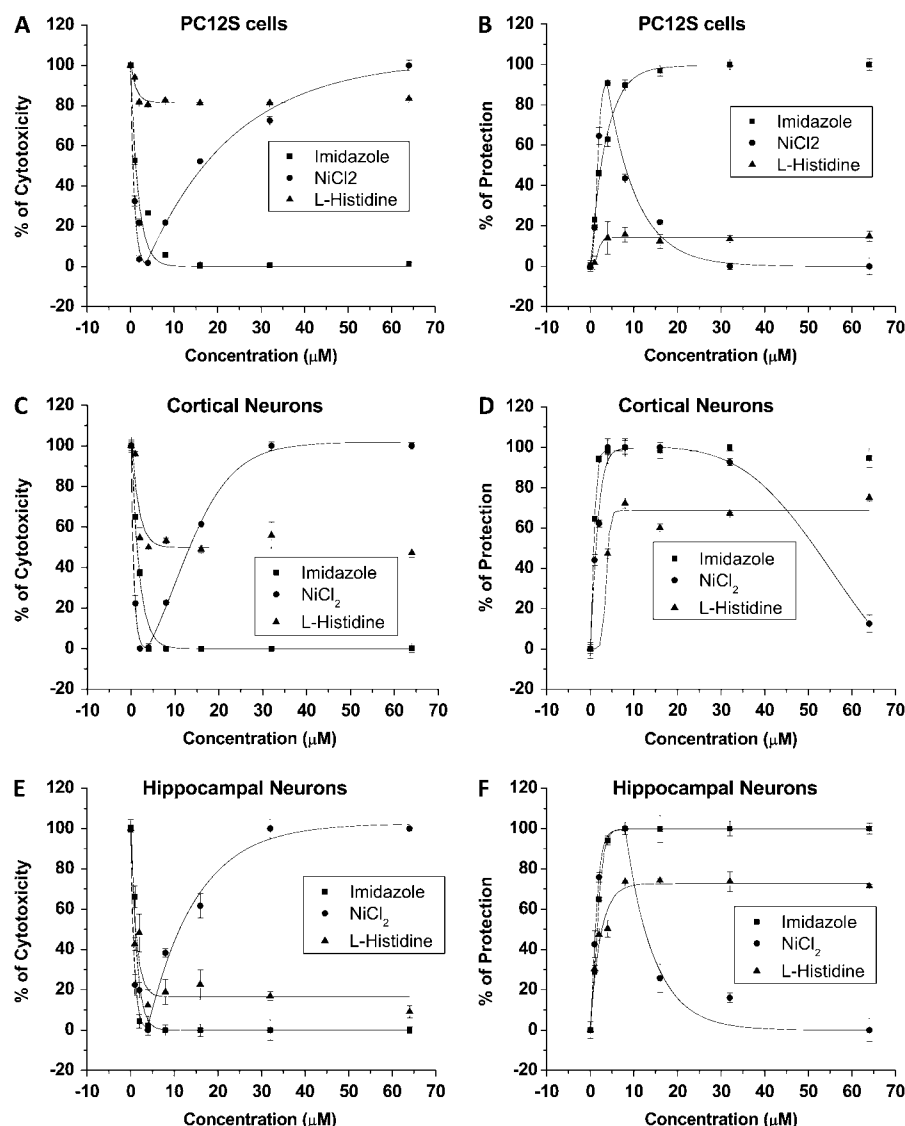 A
PC12S cells
120
100
80
60
40
20
0
-20
% of Cytotoxicity
Imidazole
NiCl2
L-Histidine
-10 0 10 20 30 40 50 60 70
Concentration (μM)
B
PC12S cells
120
100
80
60
40
20
0
-20
% of Protection
Imidazole
NiCl2
L-Histidine
-10 0 10 20 30 40 50 60 70
Concentration (μM)
C
Cortical Neurons
120
100
80
60
40
20
0
-20
% of Cytotoxicity
Imidazole
NiCl₂
L-Histidine
-10 0 10 20 30 40 50 60 70
Concentration (μM)
D
Cortical Neurons
120
100
80
60
40
20
0
-20
% of Protection
Imidazole
NiCl₂
L-Histidine
-10 0 10 20 30 40 50 60 70
Concentration (μM)
E
Hippocampal Neurons
120
100
80
60
40
20
0
-20
% of Cytotoxicity
Imidazole
NiCl₂
L-Histidine
-10 0 10 20 30 40 50 60 70
Concentration (μM)
F
Hippocampal Neurons
120
100
80
60
40
20
0
-20
% of Protection
Imidazole
NiCl₂
L-Histidine
-10 0 10 20 30 40 50 60 70
Concentration (μM)